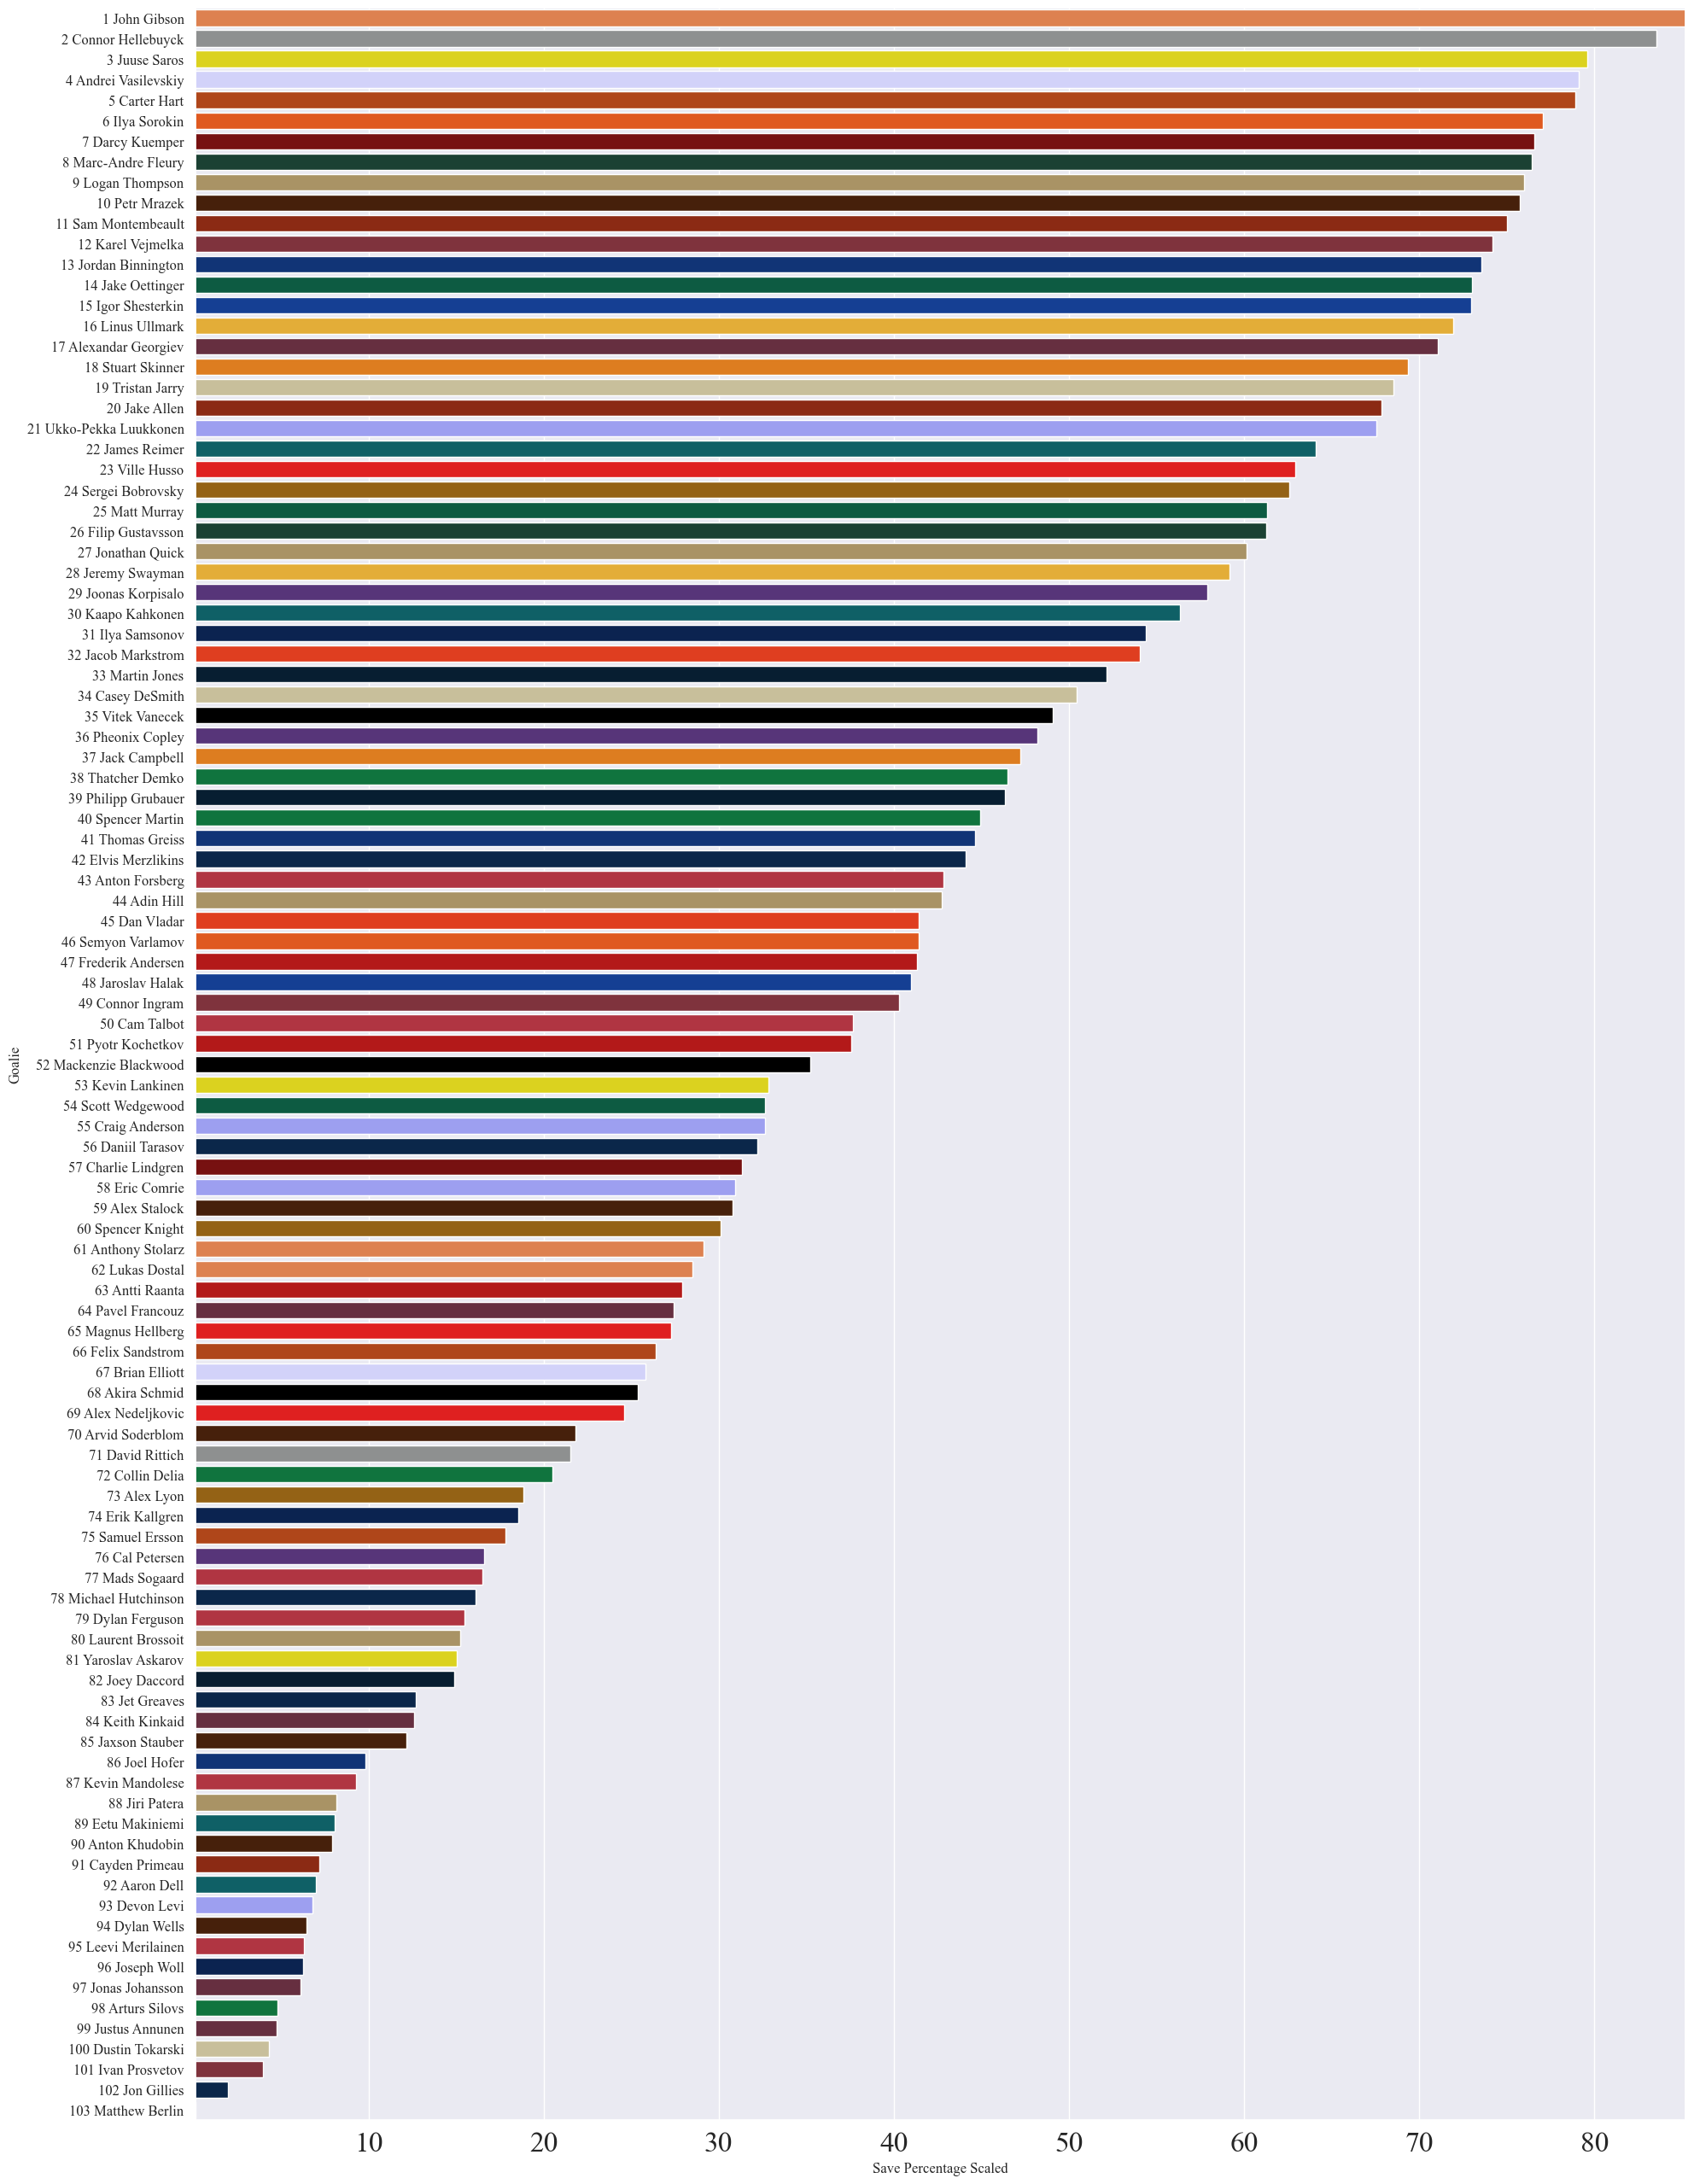 1 John Gibson
2 Connor Hellebuyck
3 Juuse Saros
4 Andrei Vasilevskiy
5 Carter Hart
6 Ilya Sorokin
7 Darcy Kuemper
8 Marc-Andre Fleury
9 Logan Thompson
10 Petr Mrazek
11 Sam Montembeault
12 Karel Vejmelka
13 Jordan Binnington
14 Jake Oettinger
15 Igor Shesterkin
16 Linus Ullmark
17 Alexandar Georgiev
18 Stuart Skinner
19 Tristan Jarry
20 Jake Allen
21 Ukko-Pekka Luukkonen
22 James Reimer
23 Ville Husso
24 Sergei Bobrovsky
25 Matt Murray
26 Filip Gustavsson
27 Jonathan Quick
28 Jeremy Swayman
29 Joonas Korpisalo
30 Kaapo Kahkonen
31 Ilya Samsonov
32 Jacob Markstrom
33 Martin Jones
34 Casey DeSmith
35 Vitek Vanecek
36 Pheonix Copley
37 Jack Campbell
38 Thatcher Demko
39 Philipp Grubauer
40 Spencer Martin
41 Thomas Greiss
42 Elvis Merzlikins
43 Anton Forsberg
44 Adin Hill
45 Dan Vladar
46 Semyon Varlamov
47 Frederik Andersen
48 Jaroslav Halak
49 Connor Ingram
50 Cam Talbot
51 Pyotr Kochetkov
52 Mackenzie Blackwood
53 Kevin Lankinen
54 Scott Wedgewood
55 Craig Anderson
56 Daniil Tarasov
57 Charlie Lindgren
58 Eric Comrie
59 Alex Stalock
60 Spencer Knight
61 Anthony Stolarz
62 Lukas Dostal
63 Antti Raanta
64 Pavel Francouz
65 Magnus Hellberg
66 Felix Sandstrom
67 Brian Elliott
68 Akira Schmid
69 Alex Nedeljkovic
70 Arvid Soderblom
71 David Rittich
72 Collin Delia
73 Alex Lyon
74 Erik Kallgren
75 Samuel Ersson
76 Cal Petersen
77 Mads Sogaard
78 Michael Hutchinson
79 Dylan Ferguson
80 Laurent Brossoit
81 Yaroslav Askarov
82 Joey Daccord
83 Jet Greaves
84 Keith Kinkaid
85 Jaxson Stauber
86 Joel Hofer
87 Kevin Mandolese
88 Jiri Patera
89 Eetu Makiniemi
90 Anton Khudobin
91 Cayden Primeau
92 Aaron Dell
93 Devon Levi
94 Dylan Wells
95 Leevi Merilainen
96 Joseph Woll
97 Jonas Johansson
98 Arturs Silovs
99 Justus Annunen
100 Dustin Tokarski
101 Ivan Prosvetov
102 Jon Gillies
103 Matthew Berlin
Goalie
10 20 30 40 50 60 70 80
Save Percentage Scaled